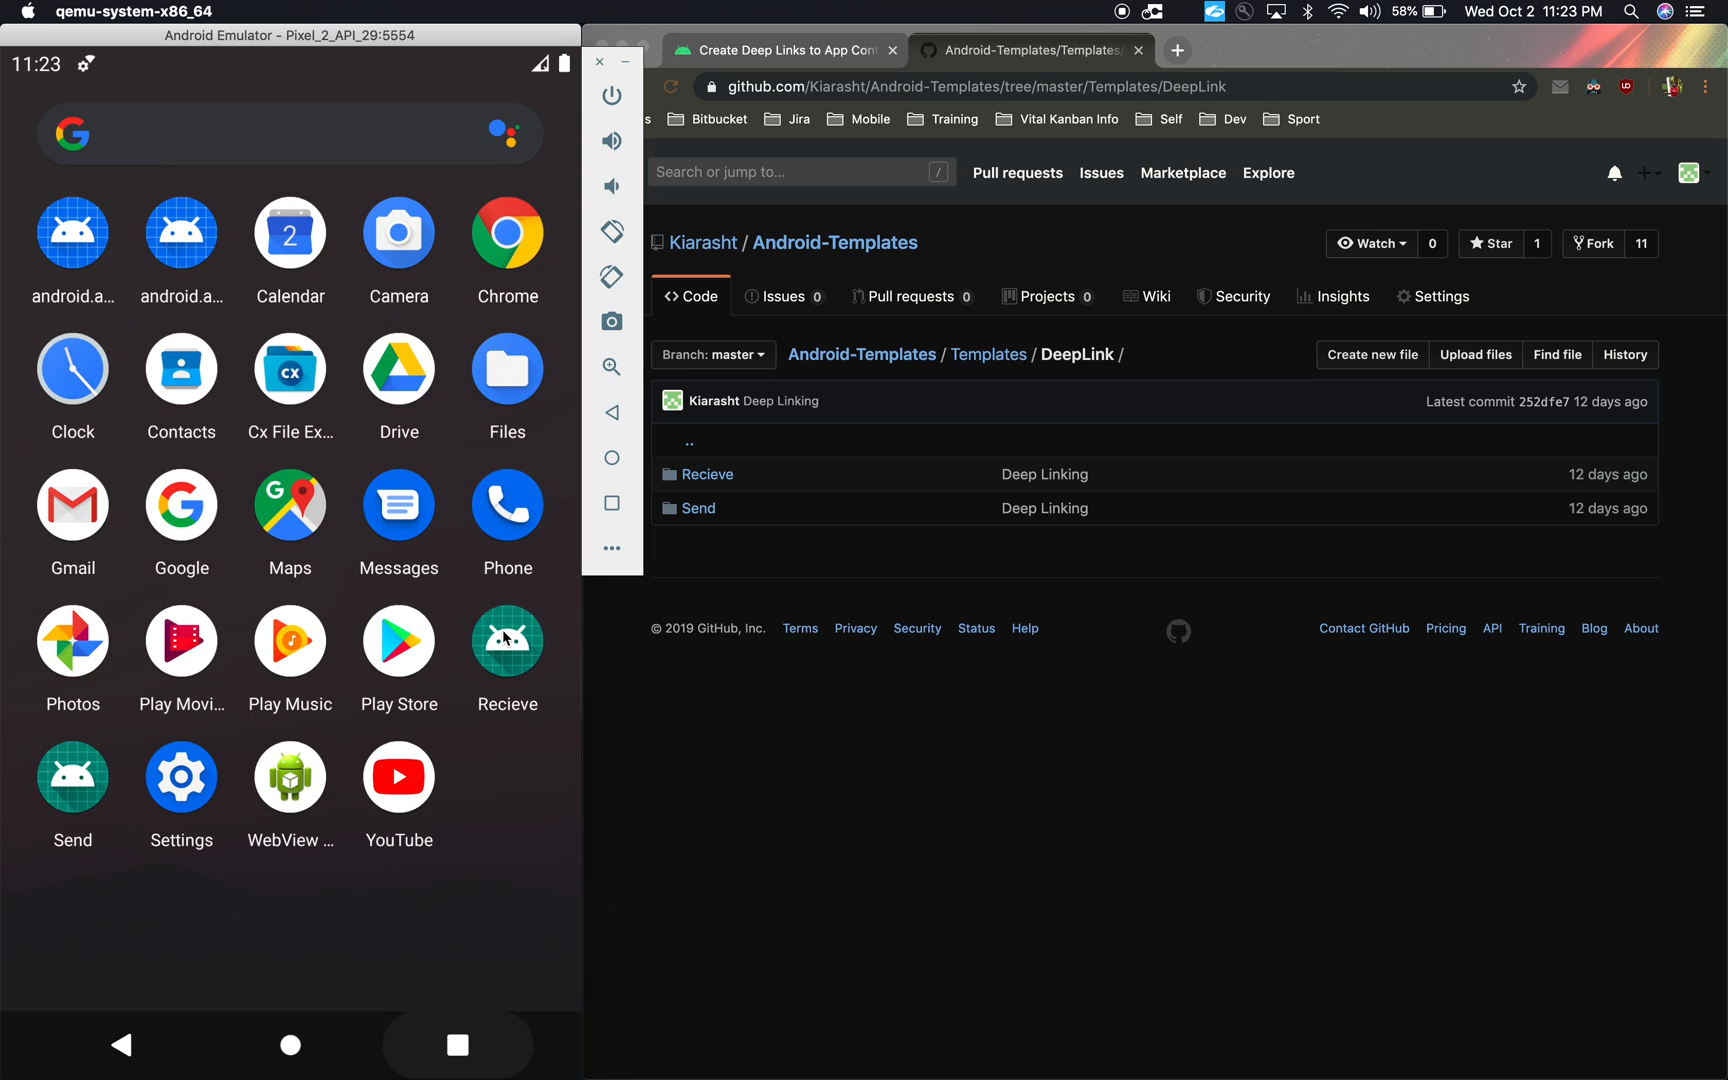 qemu-system-x86_64
58% Wed Oct 2 11:23 PM
Android Emulator - Pixel_2_API_29:5554
11:23
android.a... android.a... Calendar Camera Chrome
2
Clock Contacts Cx File Ex... Drive Files
CX
Gmail Google Maps Messages Phone
Photos Play Movi... Play Music Play Store Recieve
Send Settings WebView ... YouTube
Create Deep Links to App Cont
Android-Templates/Templates/
github.com/Kiarasht/Android-Templates/tree/master/Templates/DeepLink
s Bitbucket Jira Mobile Training Vital Kanban Info Self Dev Sport
Search or jump to... / Pull requests Issues Marketplace Explore
Kiarasht / Android-Templates
Watch 0 Star 1 Fork 11
Code Issues 0 Pull requests 0 Projects 0 Wiki Security Insights Settings
Branch: master Android-Templates / Templates / DeepLink /
Create new file Upload files Find file History
Kiarasht Deep Linking Latest commit 252dfe7 12 days ago
..
Recieve Deep Linking 12 days ago
Send Deep Linking 12 days ago
© 2019 GitHub, Inc. Terms Privacy Security Status Help
Contact GitHub Pricing API Training Blog About